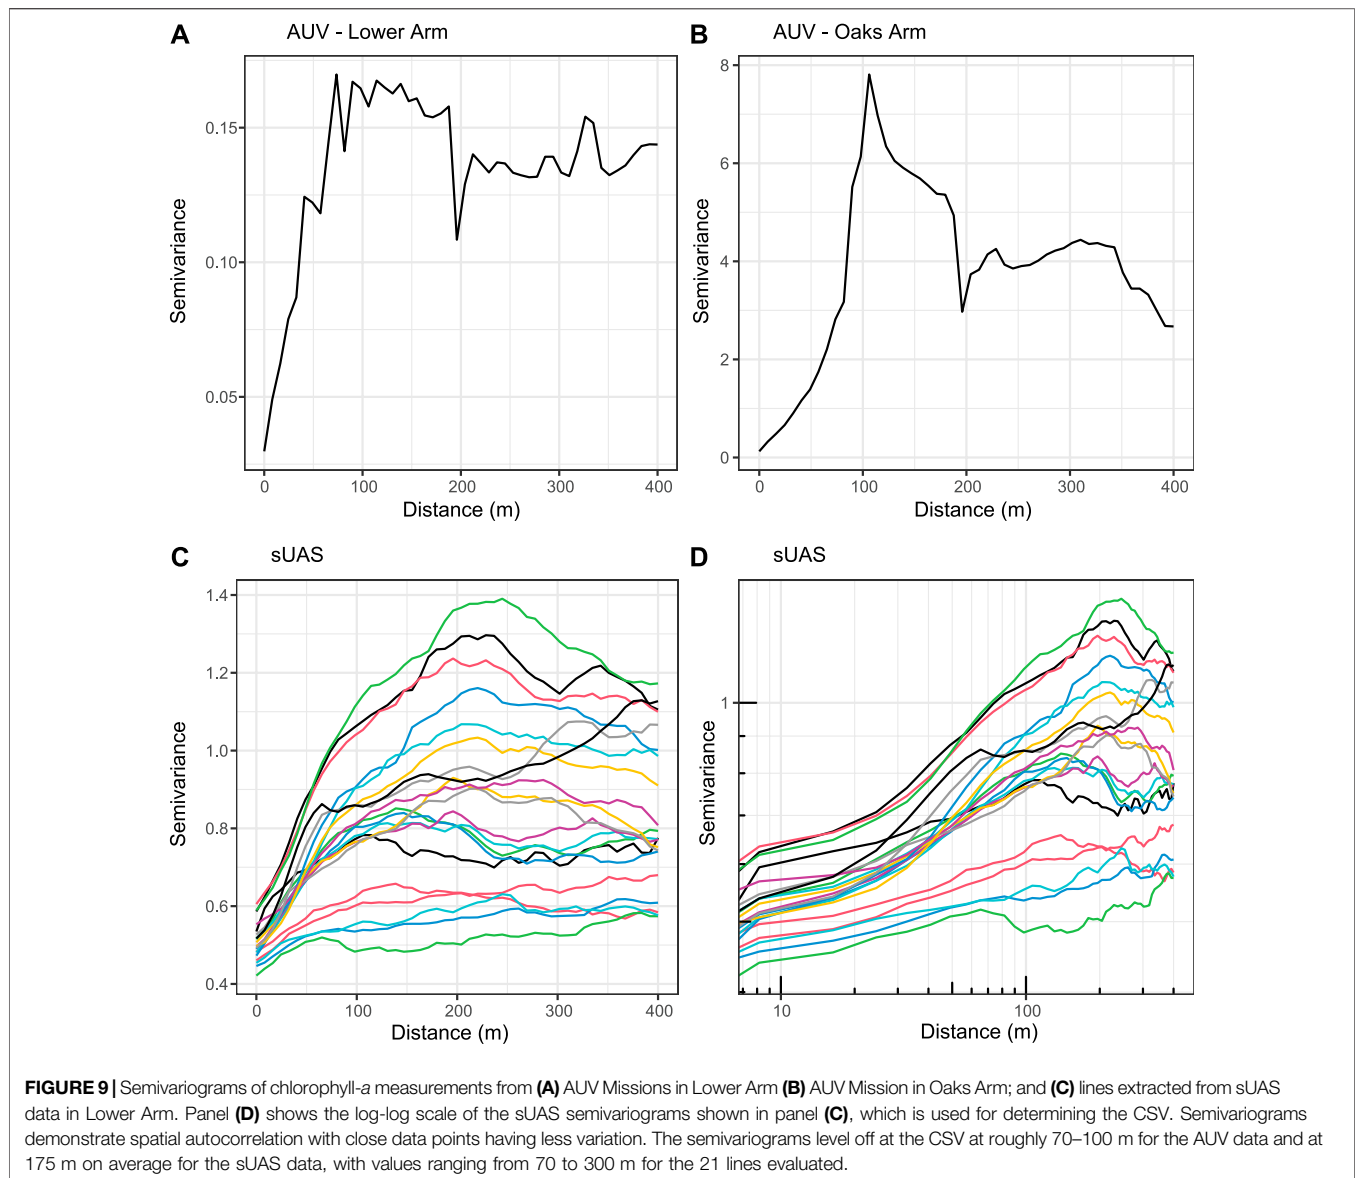 A AUV - Lower Arm
0.15
0.10
0.05
Semivariance
0 100 200 300 400
Distance (m)
B AUV - Oaks Arm
8
6
4
2
0
Semivariance
0 100 200 300 400
Distance (m)
C sUAS
1.4
1.2
1.0
0.8
0.6
0.4
Semivariance
0 100 200 300 400
Distance (m)
D sUAS
1
Semivariance
10 100
Distance (m)
FIGURE 9 | Semivariograms of chlorophyll-a measurements from (A) AUV Missions in Lower Arm (B) AUV Mission in Oaks Arm; and (C) lines extracted from sUAS
data in Lower Arm. Panel (D) shows the log-log scale of the sUAS semivariograms shown in panel (C), which is used for determining the CSV. Semivariograms
demonstrate spatial autocorrelation with close data points having less variation. The semivariograms level off at the CSV at roughly 70–100 m for the AUV data and at
175 m on average for the sUAS data, with values ranging from 70 to 300 m for the 21 lines evaluated.